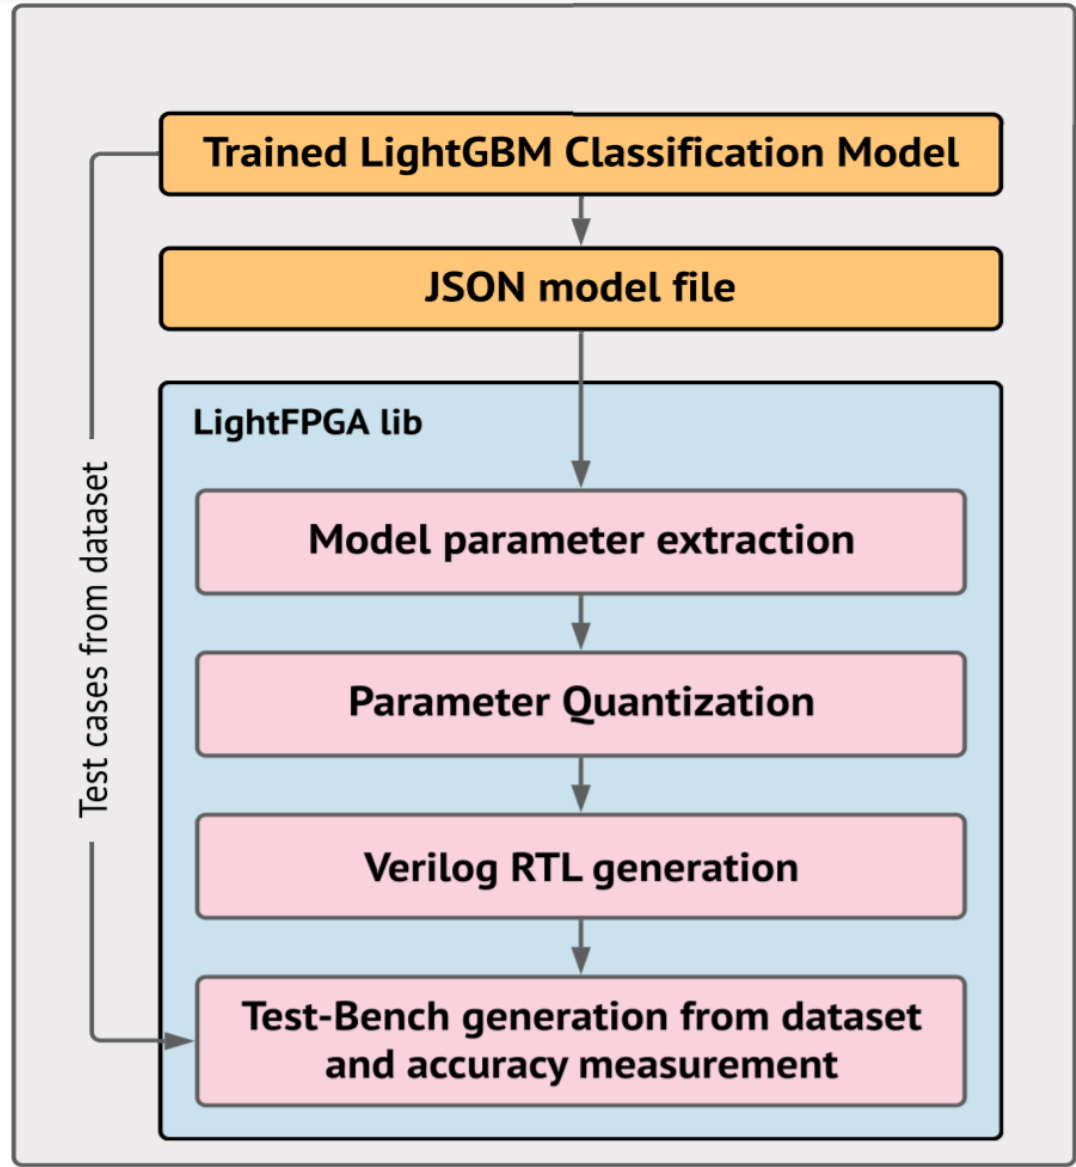 Trained LightGBM Classification Model
JSON model file
LightFPGA lib
Model parameter extraction
Parameter Quantization
Verilog RTL generation
Test-Bench generation from dataset
and accuracy measurement
Test cases from dataset